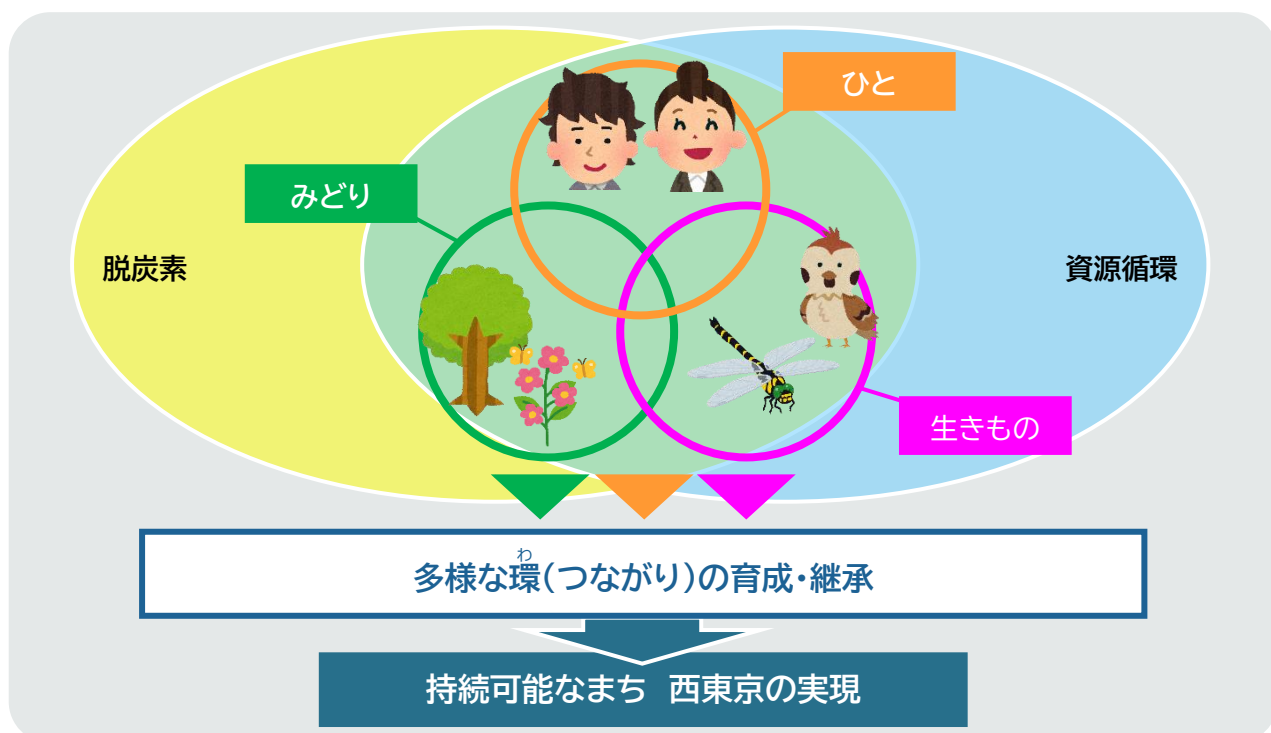 ひと
みどり
脱炭素
資源循環
生きもの
わ
多様な環(つながり)の育成・継承
持続可能なまち 西東京の実現